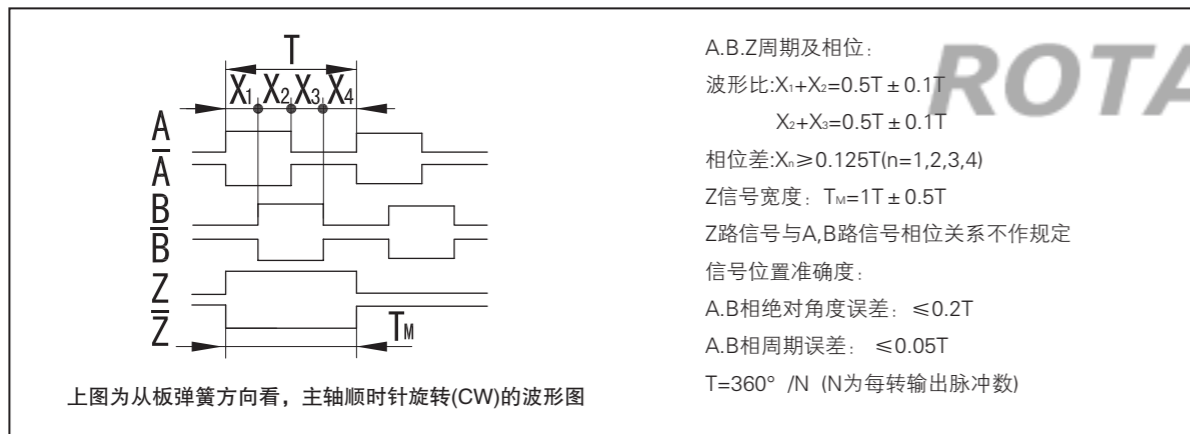 T
X₁ X₂ X₃ X₄
A
A̅
B
B̅
Z
Z̅
Tм
上图为从板弹簧方向看，主轴顺时针旋转(CW)的波形图
ROTA
A.B.Z周期及相位：
波形比:X₁+X₂=0.5T±0.1T
X₂+X₃=0.5T±0.1T
相位差:Xₙ≥0.125T(n=1,2,3,4)
Z信号宽度：Tм=1T±0.5T
Z路信号与A,B路信号相位关系不作规定
信号位置准确度：
A.B相绝对角度误差：≤0.2T
A.B相周期误差：≤0.05T
T=360° /N (N为每转输出脉冲数)